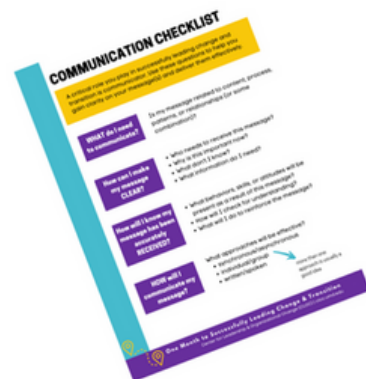 COMMUNICATION CHECKLIST
A critical role you play in successfully leading change and
transition is communicator. Use these questions to help you
gain clarity on your message(s) and deliver them effectively.
WHAT do I need
to communicate?
Is my message related to content, process,
patterns, or relationships (or some
combination)?
How can I make
my message
CLEAR?
• Who needs to receive this message?
• Why is this important now?
• What don't I know?
• What information do I need?
How will I know my
message has been
accurately
RECEIVED?
• What behaviors, skills, or attitudes will be
present as a result of this message?
• How will I check for understanding?
• What will I do to reinforce the message?
HOW will I
communicate my
message?
What approaches will be effective?
• synchronous/asynchronous
• individual/group
• written/spoken
more than one
approach is usually a
good idea
One Month to Successfully Leading Change & Transition
Center for Leadership & Organizational Change